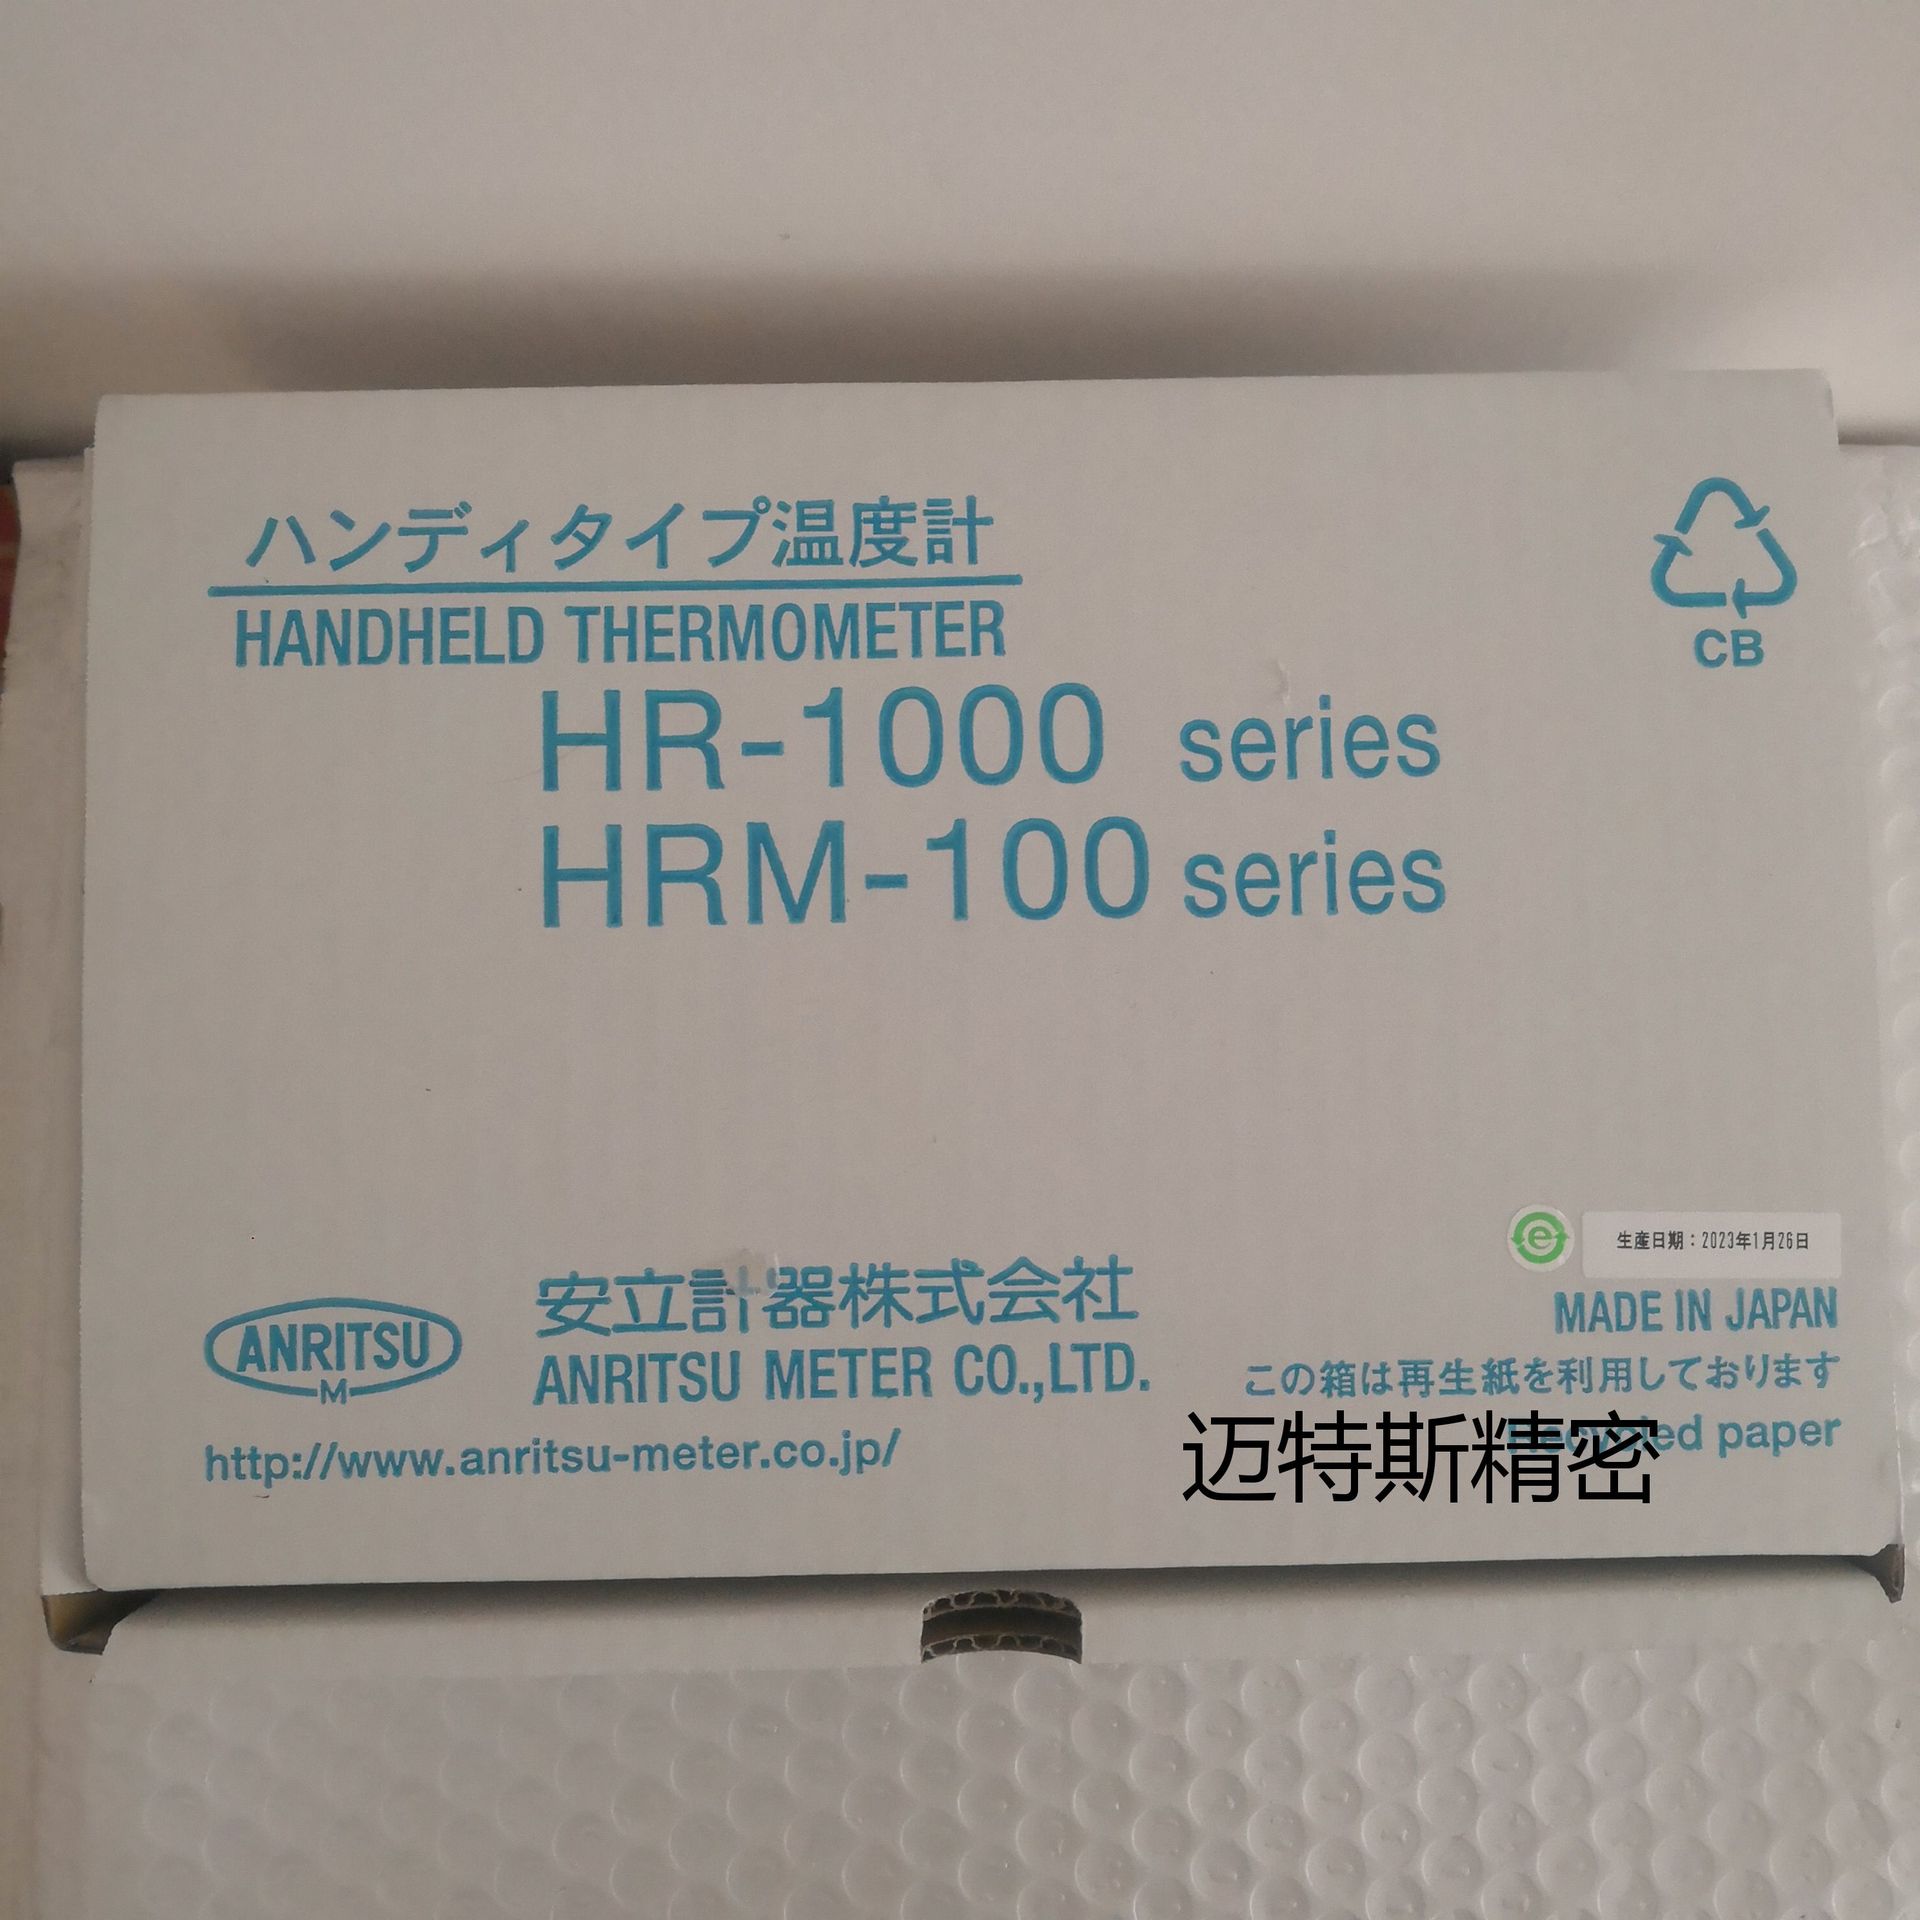 ハンディタイプ温度計
HANDHELD THERMOMETER
CB
HR-1000 series
HRM-100 series
e
生産日期：2023年1月26日
ANRITSU
M
安立計器株式会社
ANRITSU METER CO.,LTD.
http://www.anritsu-meter.co.jp/
MADE IN JAPAN
この箱は再生紙を利用しております
Recycled paper
迈特斯精密